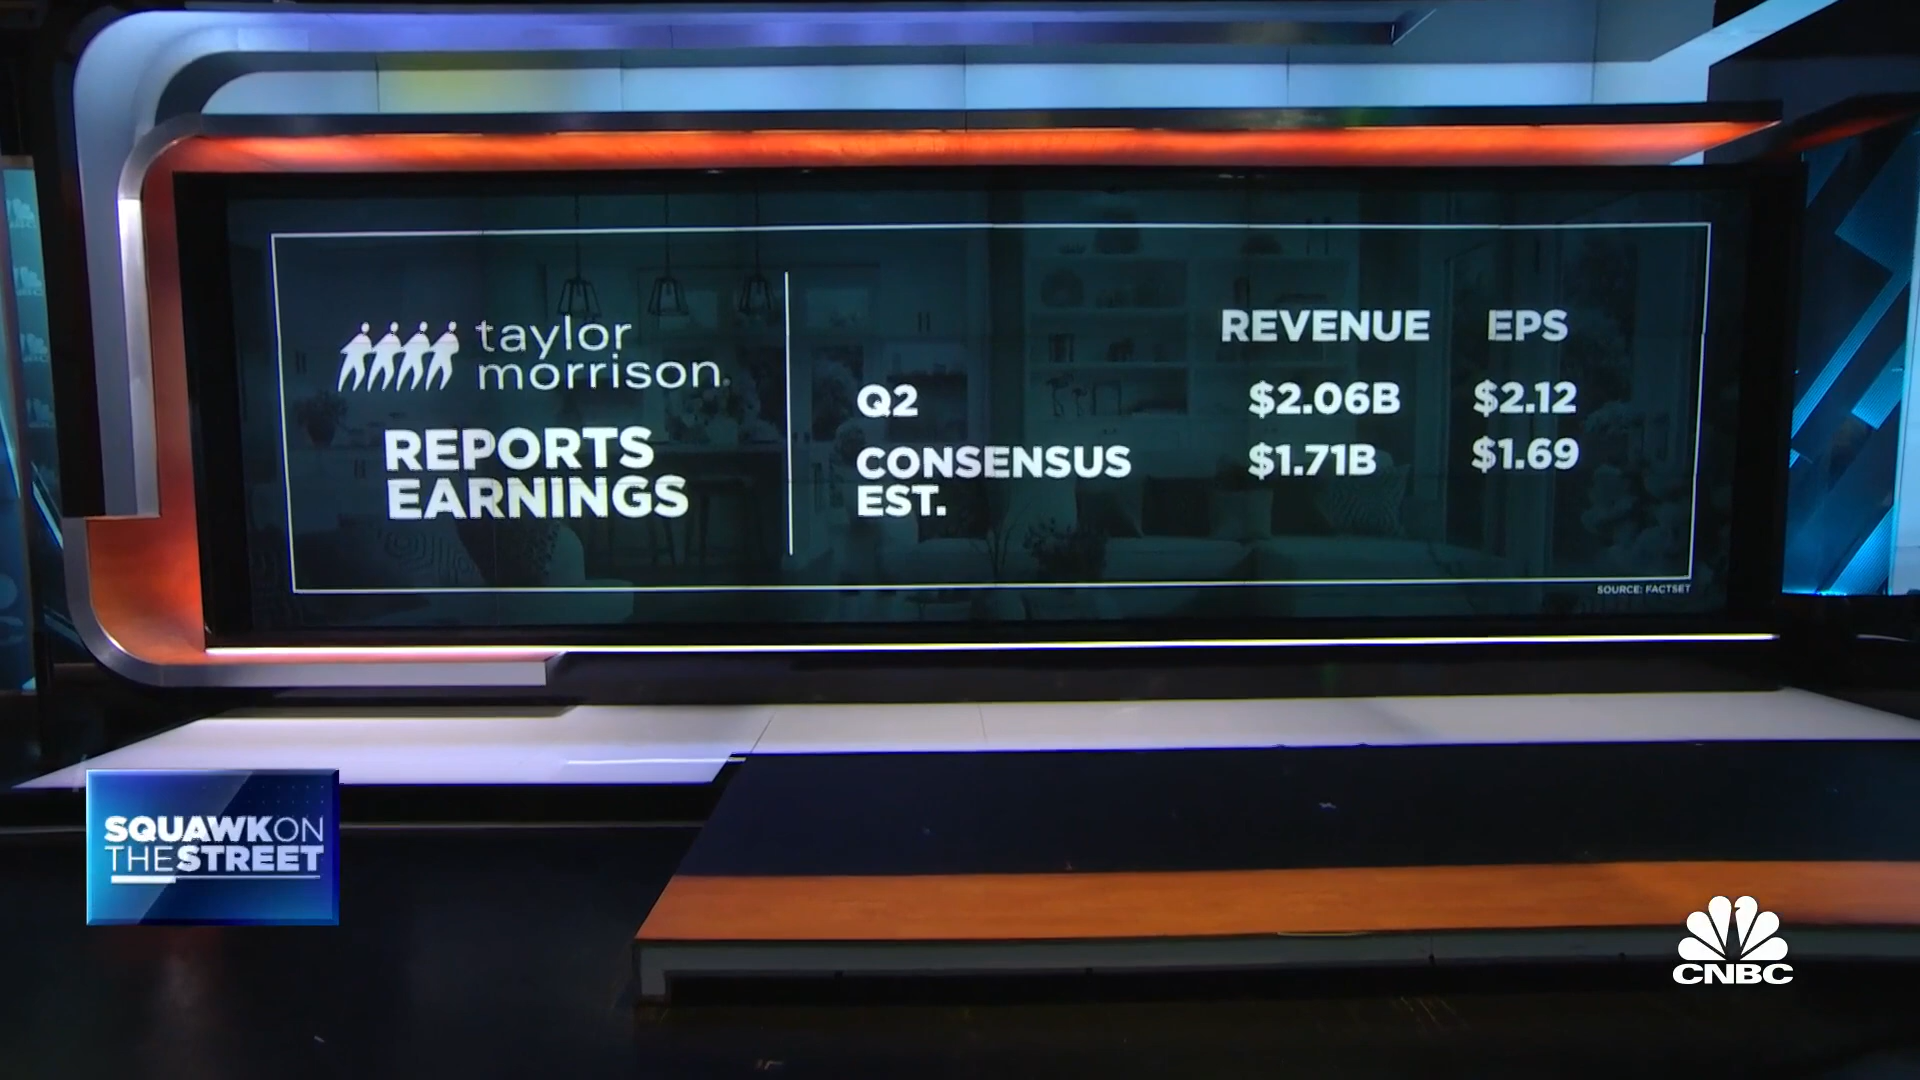 taylor
morrison.
REPORTS
EARNINGS
REVENUE EPS
Q2 $2.06B $2.12
CONSENSUS $1.71B $1.69
EST.
SOURCE: FACTSET
SQUAWK ON
THE STREET
CNBC